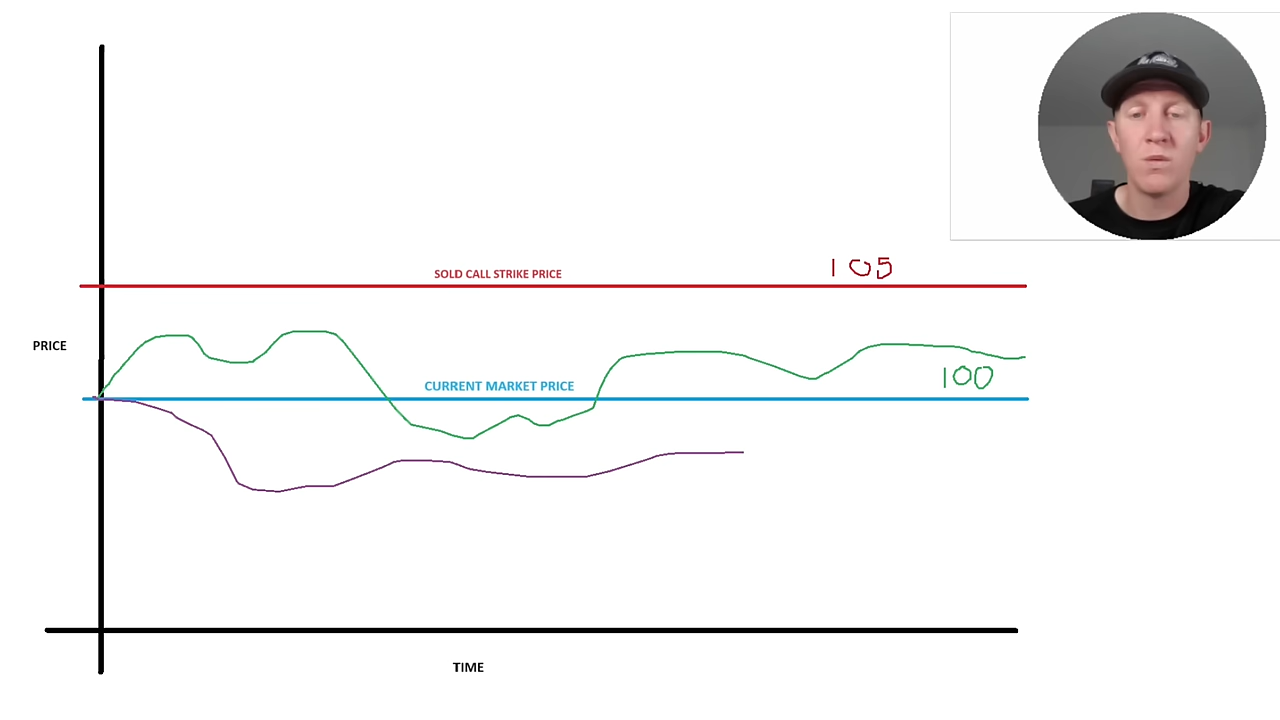 SOLD CALL STRIKE PRICE
105
PRICE
CURRENT MARKET PRICE
100
TIME